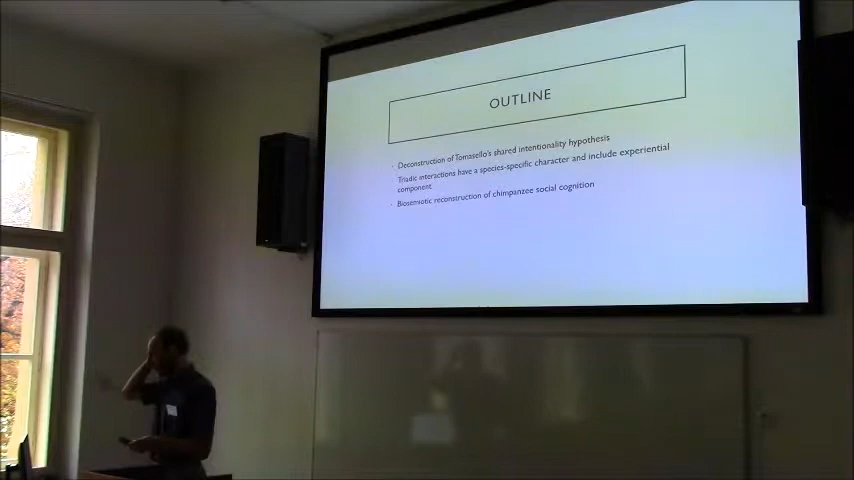 OUTLINE
Deconstruction of Tomasello's shared intentionality hypothesis
Triadic interactions have a species-specific character and include experiential
component
Biosemiotic reconstruction of chimpanzee social cognition